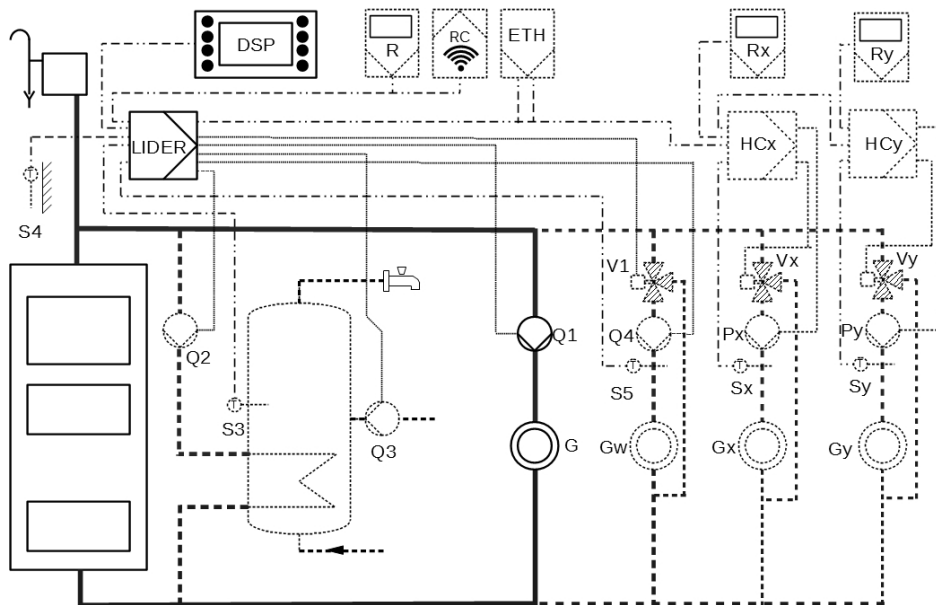 DSP
R
RC
ETH
Rx
Ry
LIDER
HCx
HCy
T
S4
V1
Vx
Vy
Q2
Q1
Q4
Px
Py
T
S5
T
Sx
T
Sy
T
S3
Q3
G
Gw
Gx
Gy